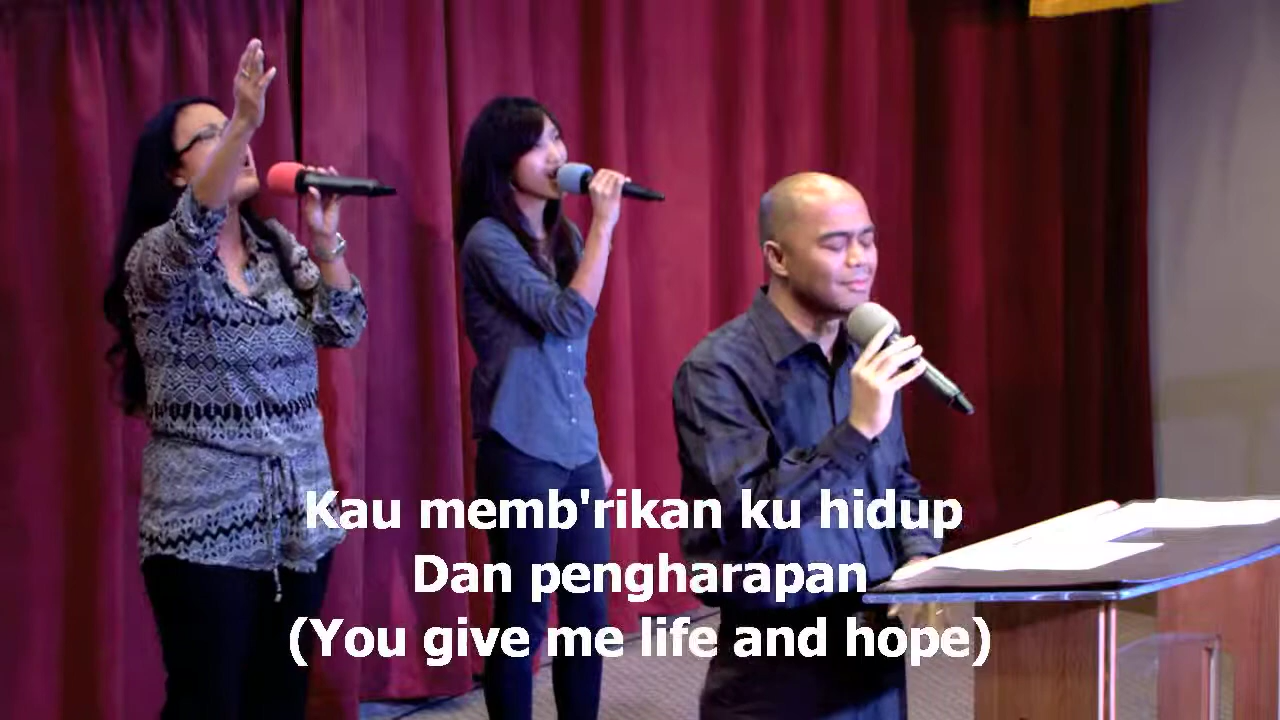 Kau memb'rikan ku hidup
Dan pengharapan
(You give me life and hope)